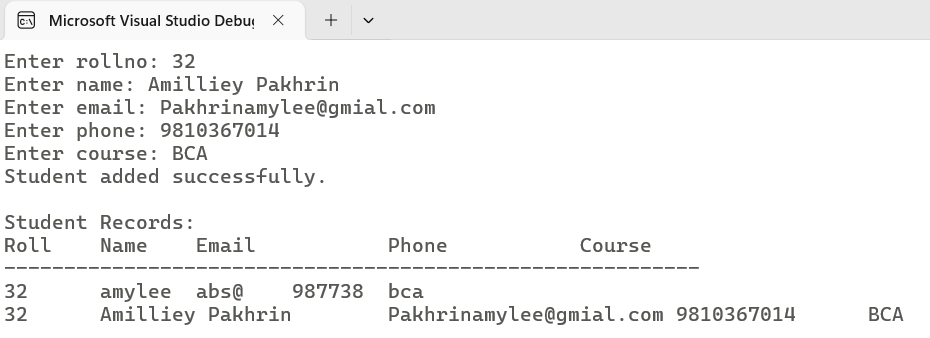 Microsoft Visual Studio Debug
Enter rollno: 32
Enter name: Amilliey Pakhrin
Enter email: Pakhrinamylee@gmial.com
Enter phone: 9810367014
Enter course: BCA
Student added successfully.
Student Records:
Roll Name Email Phone Course
----------------------------------------------------------
32 amylee abs@ 987738 bca
32 Amilliey Pakhrin Pakhrinamylee@gmial.com 9810367014 BCA